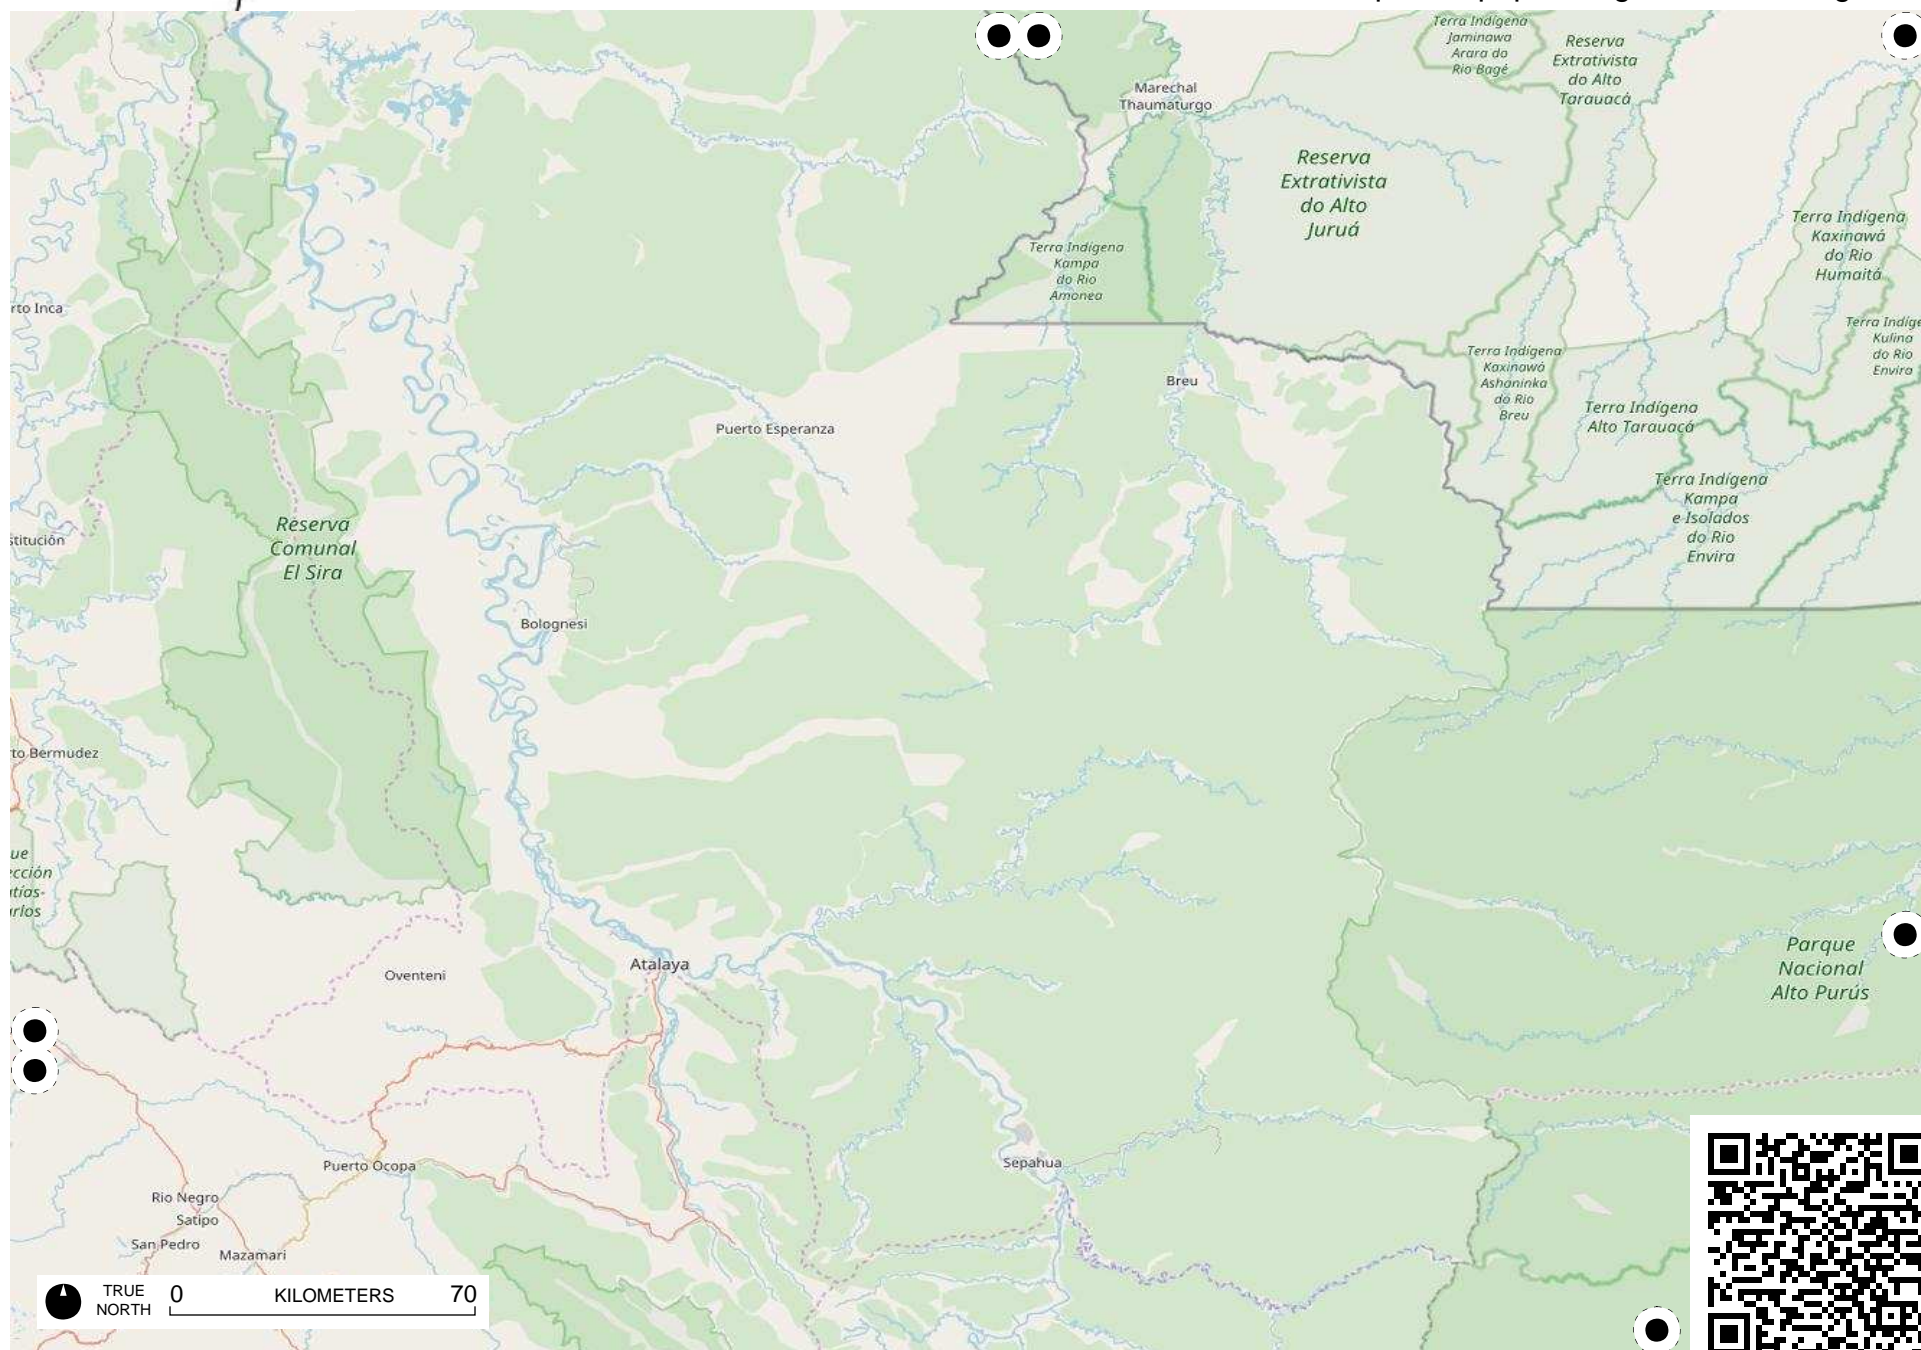 Terra Indígena
Jaminawa
Arara do
Rio Bagé
Reserva
Extrativista
do Alto
Tarauacá
Marechal
Thaumaturgo
Reserva
Extrativista
do Alto
Juruá
Terra Indígena
Kaxinawá
do Rio
Humaitá
Terra Indígena
Kampa
do Rio
Amonea
rto Inca
Terra Indíge
Kulina
do Rio
Envira
Terra Indígena
Kaxinawá
Ashaninka
do Rio
Breu
Breu
Terra Indígena
Alto Tarauacá
Puerto Esperanza
Terra Indígena
Kampa
e Isolados
do Rio
Envira
Reserva
Comunal
El Sira
stitución
Bolognesi
to Bermudez
ue
ección
tías-
rlos
Parque
Nacional
Alto Purús
Oventeni
Atalaya
Sepahua
Puerto Ocopa
Rio Negro
Satipo
San Pedro
Mazamari
TRUE
NORTH
0 KILOMETERS 70